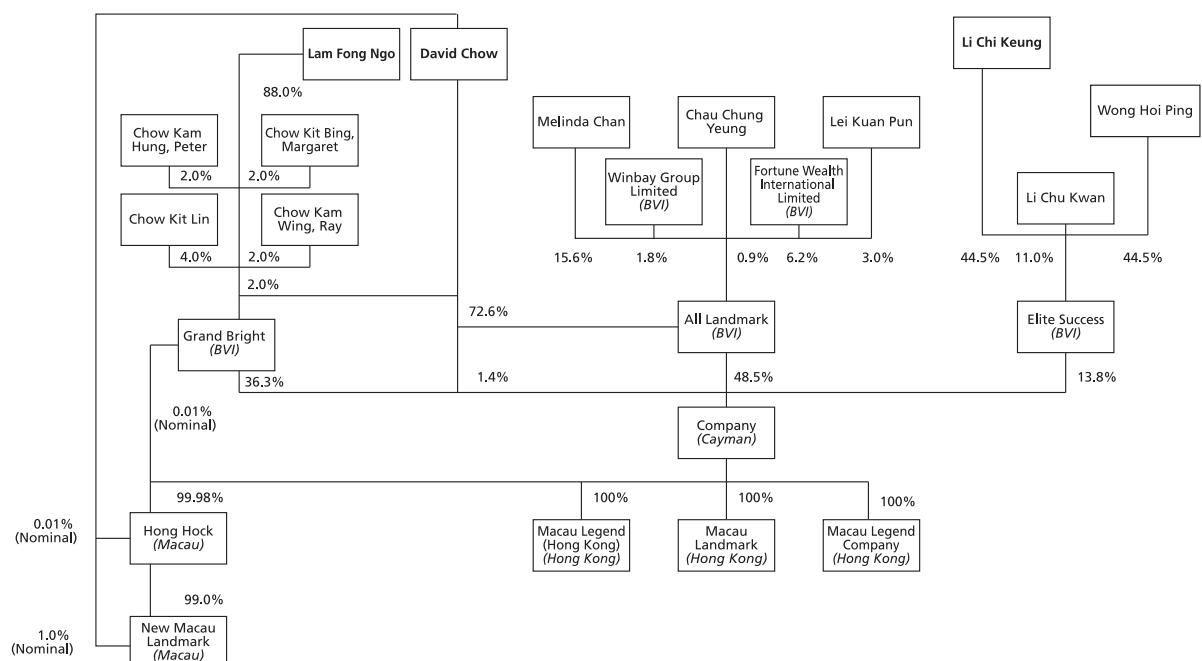 Lam Fong Ngo
David Chow
Li Chi Keung
88.0%
Melinda Chan
Chau Chung
Yeung
Lei Kuan Pun
Wong Hoi Ping
Chow Kam
Hung, Peter
Chow Kit Bing,
Margaret
2.0%
2.0%
Winbay Group
Limited
(BVI)
Fortune Wealth
International
Limited
(BVI)
Li Chu Kwan
Chow Kit Lin
Chow Kam
Wing, Ray
4.0%
2.0%
15.6%
1.8%
0.9%
6.2%
3.0%
44.5%
11.0%
44.5%
2.0%
72.6%
Grand Bright
(BVI)
All Landmark
(BVI)
Elite Success
(BVI)
36.3%
1.4%
48.5%
13.8%
0.01%
(Nominal)
Company
(Cayman)
99.98%
100%
100%
100%
0.01%
(Nominal)
Hong Hock
(Macau)
Macau Legend
(Hong Kong)
(Hong Kong)
Macau
Landmark
(Hong Kong)
Macau Legend
Company
(Hong Kong)
99.0%
1.0%
(Nominal)
New Macau
Landmark
(Macau)